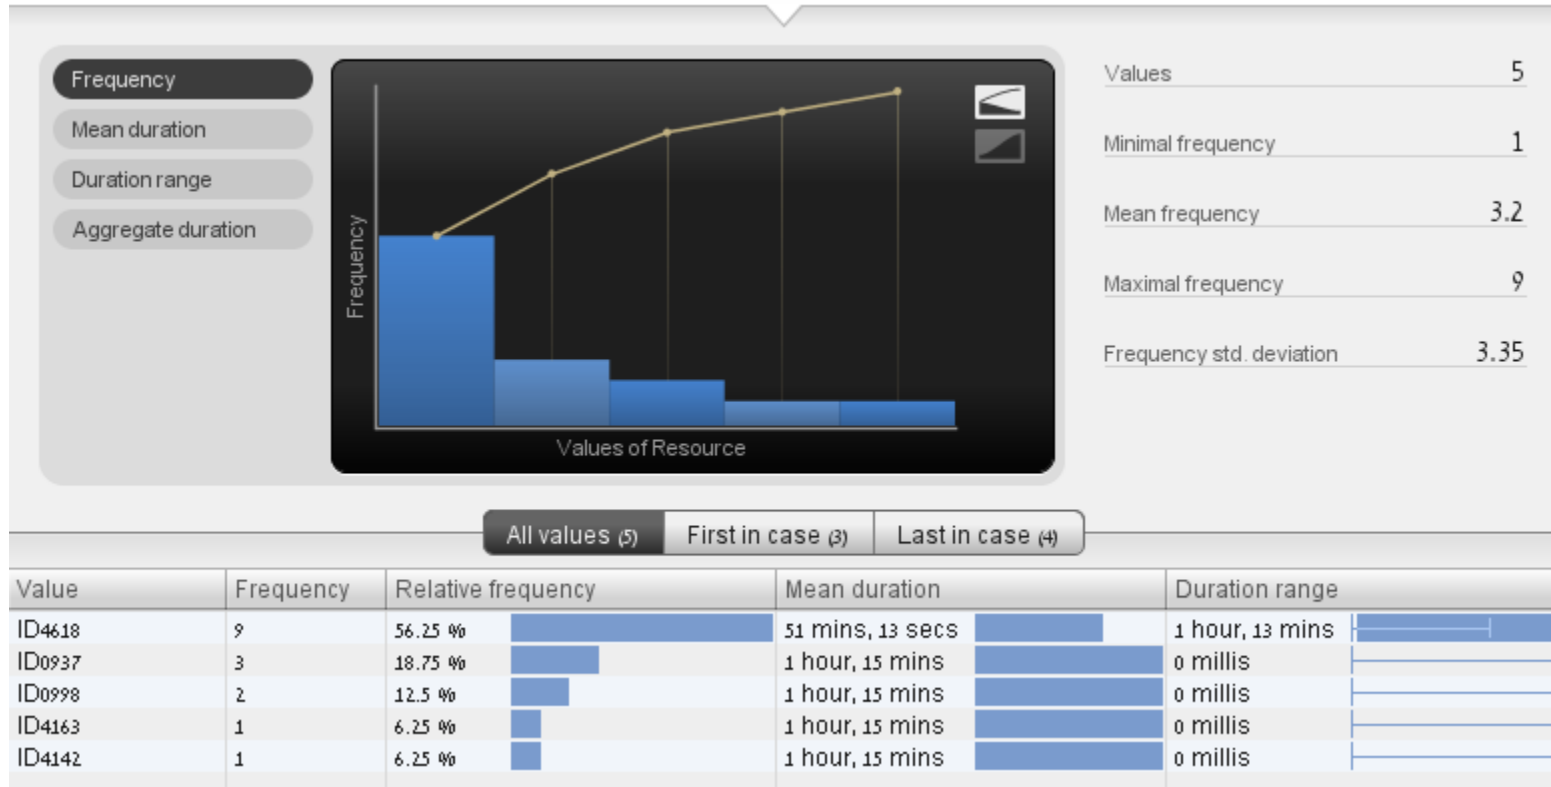 Frequency
Mean duration
Duration range
Aggregate duration
Frequency
Values of Resource
Values 5
Minimal frequency 1
Mean frequency 3.2
Maximal frequency 9
Frequency std. deviation 3.35
All values (5) First in case (3) Last in case (4)
Value Frequency Relative frequency Mean duration Duration range
ID4618 9 56.25 % 51 mins, 13 secs 1 hour, 13 mins
ID0937 3 18.75 % 1 hour, 15 mins 0 millis
ID0998 2 12.5 % 1 hour, 15 mins 0 millis
ID4163 1 6.25 % 1 hour, 15 mins 0 millis
ID4142 1 6.25 % 1 hour, 15 mins 0 millis